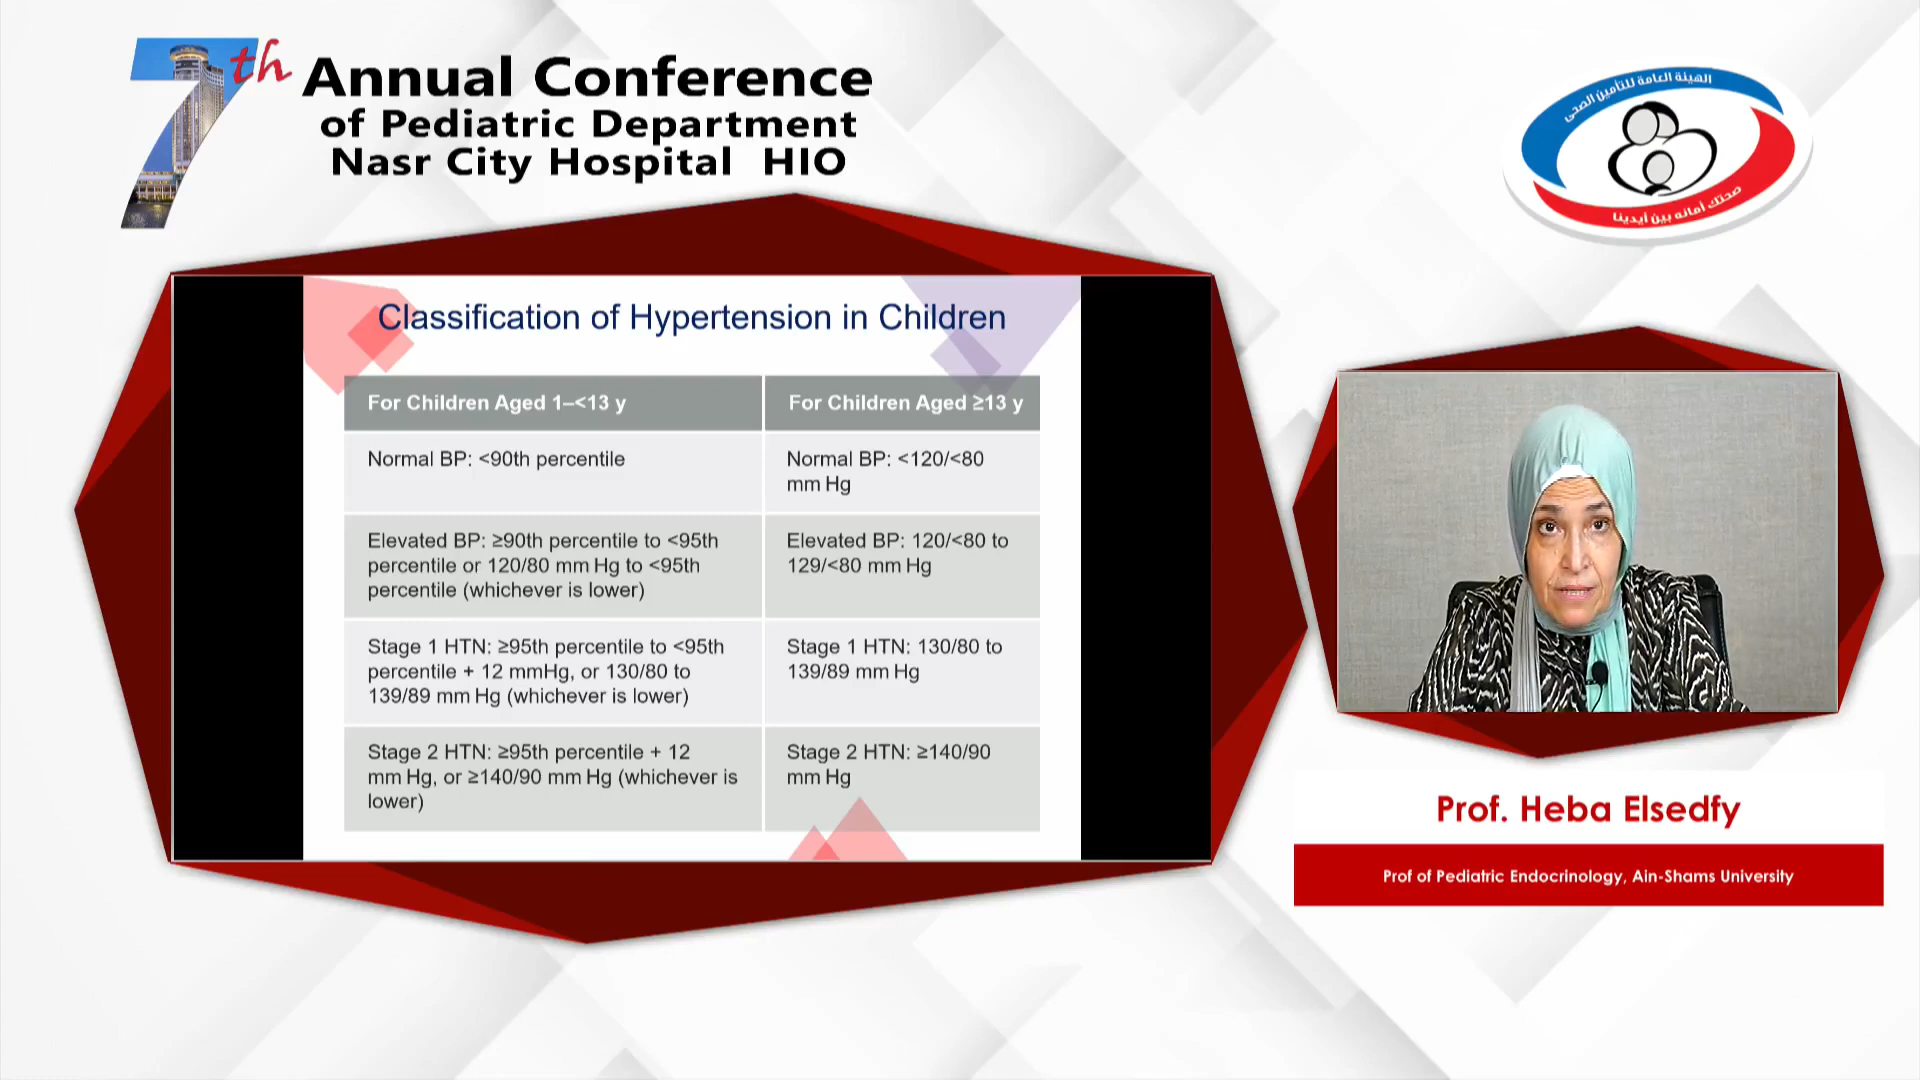 7th Annual Conference
of Pediatric Department
Nasr City Hospital HIO
الهيئة العامة للتأمين الصحى
صحتك أمانه بين أيدينا
Classification of Hypertension in Children
For Children Aged 1–<13 y
For Children Aged ≥13 y
Normal BP: <90th percentile
Normal BP: <120/<80
mm Hg
Elevated BP: ≥90th percentile to <95th
percentile or 120/80 mm Hg to <95th
percentile (whichever is lower)
Elevated BP: 120/<80 to
129/<80 mm Hg
Stage 1 HTN: ≥95th percentile to <95th
percentile + 12 mmHg, or 130/80 to
139/89 mm Hg (whichever is lower)
Stage 1 HTN: 130/80 to
139/89 mm Hg
Stage 2 HTN: ≥95th percentile + 12
mm Hg, or ≥140/90 mm Hg (whichever is
lower)
Stage 2 HTN: ≥140/90
mm Hg
Prof. Heba Elsedfy
Prof of Pediatric Endocrinology, Ain-Shams University